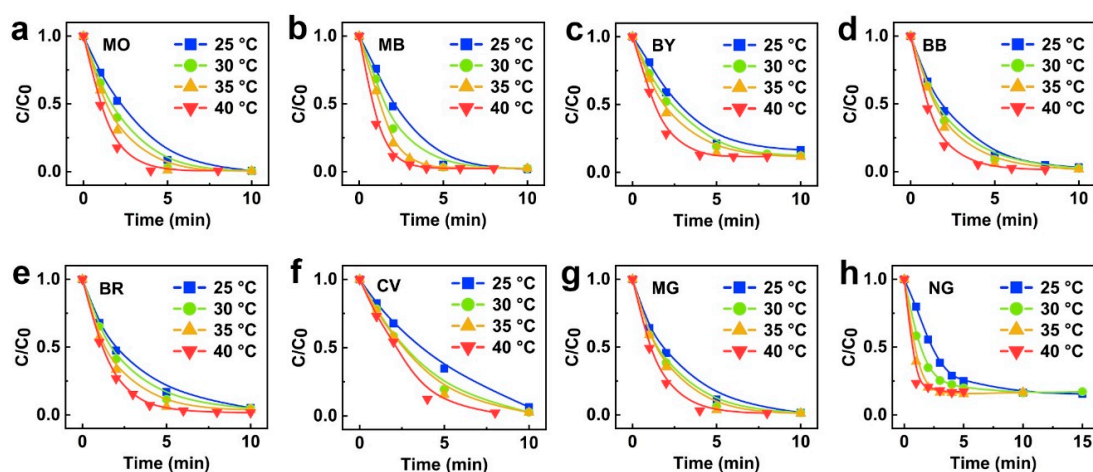 a MO 25 °C 30 °C 35 °C 40 °C
C/C0
1.0
0.5
0.0
0 5 10
Time (min)
b MB 25 °C 30 °C 35 °C 40 °C
C/C0
1.0
0.5
0.0
0 5 10
Time (min)
c BY 25 °C 30 °C 35 °C 40 °C
C/C0
1.0
0.5
0.0
0 5 10
Time (min)
d BB 25 °C 30 °C 35 °C 40 °C
C/C0
1.0
0.5
0.0
0 5 10
Time (min)
e BR 25 °C 30 °C 35 °C 40 °C
C/C0
1.0
0.5
0.0
0 5 10
Time (min)
f CV 25 °C 30 °C 35 °C 40 °C
C/C0
1.0
0.5
0.0
0 5 10
Time (min)
g MG 25 °C 30 °C 35 °C 40 °C
C/C0
1.0
0.5
0.0
0 5 10
Time (min)
h NG 25 °C 30 °C 35 °C 40 °C
C/C0
1.0
0.5
0.0
0 5 10 15
Time (min)